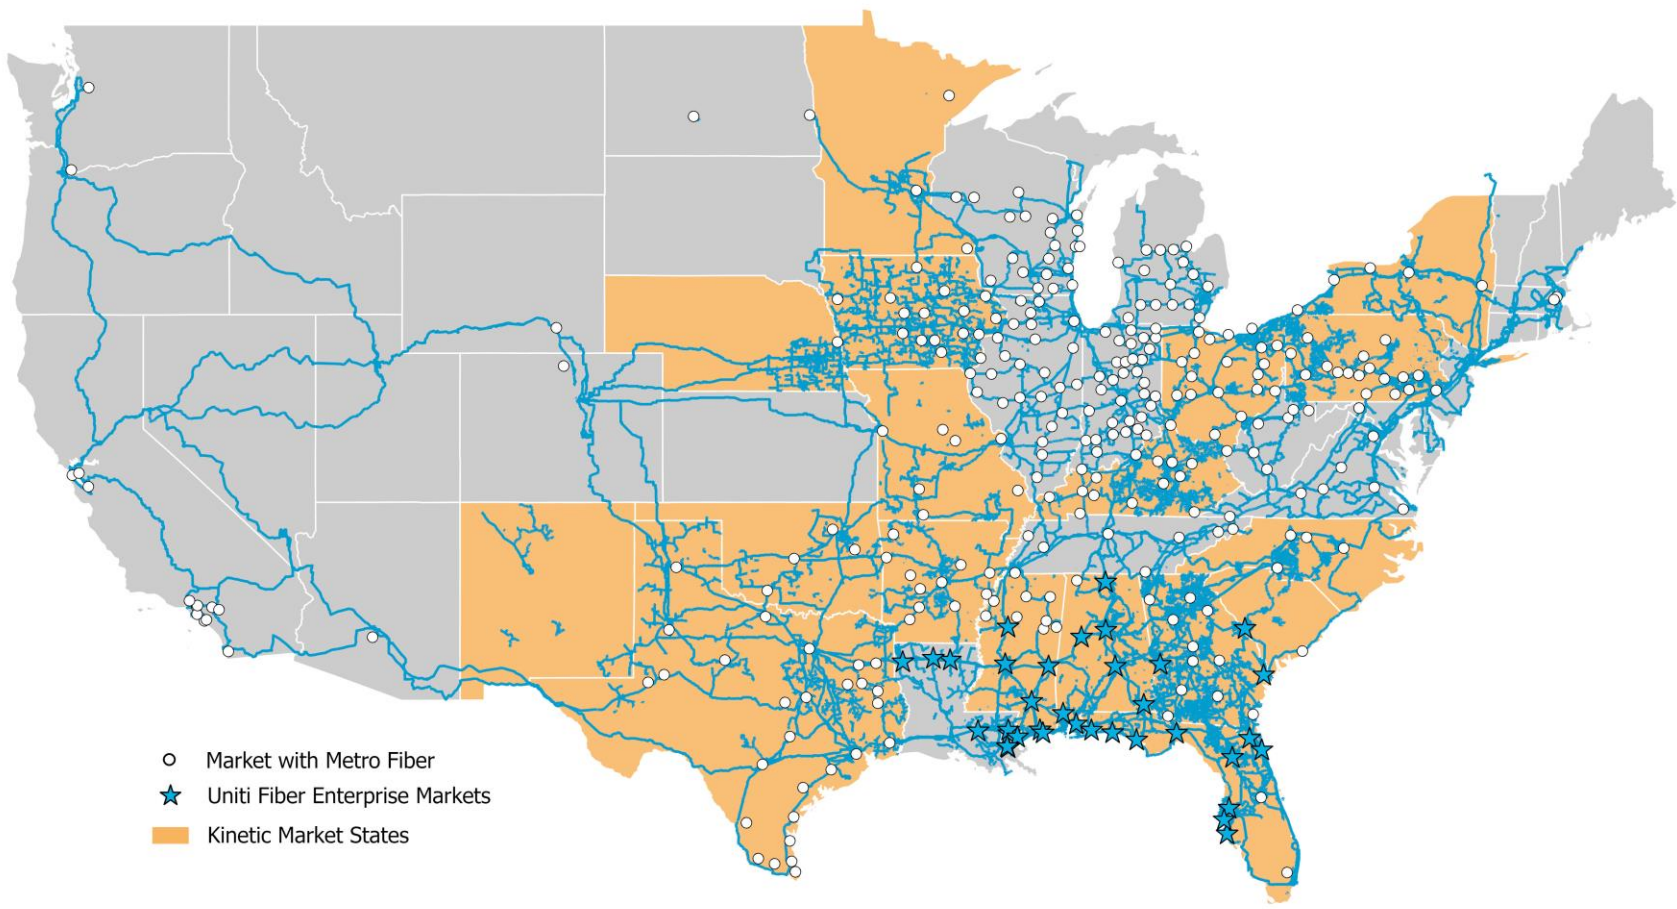 Market with Metro Fiber
Uniti Fiber Enterprise Markets
Kinetic Market States